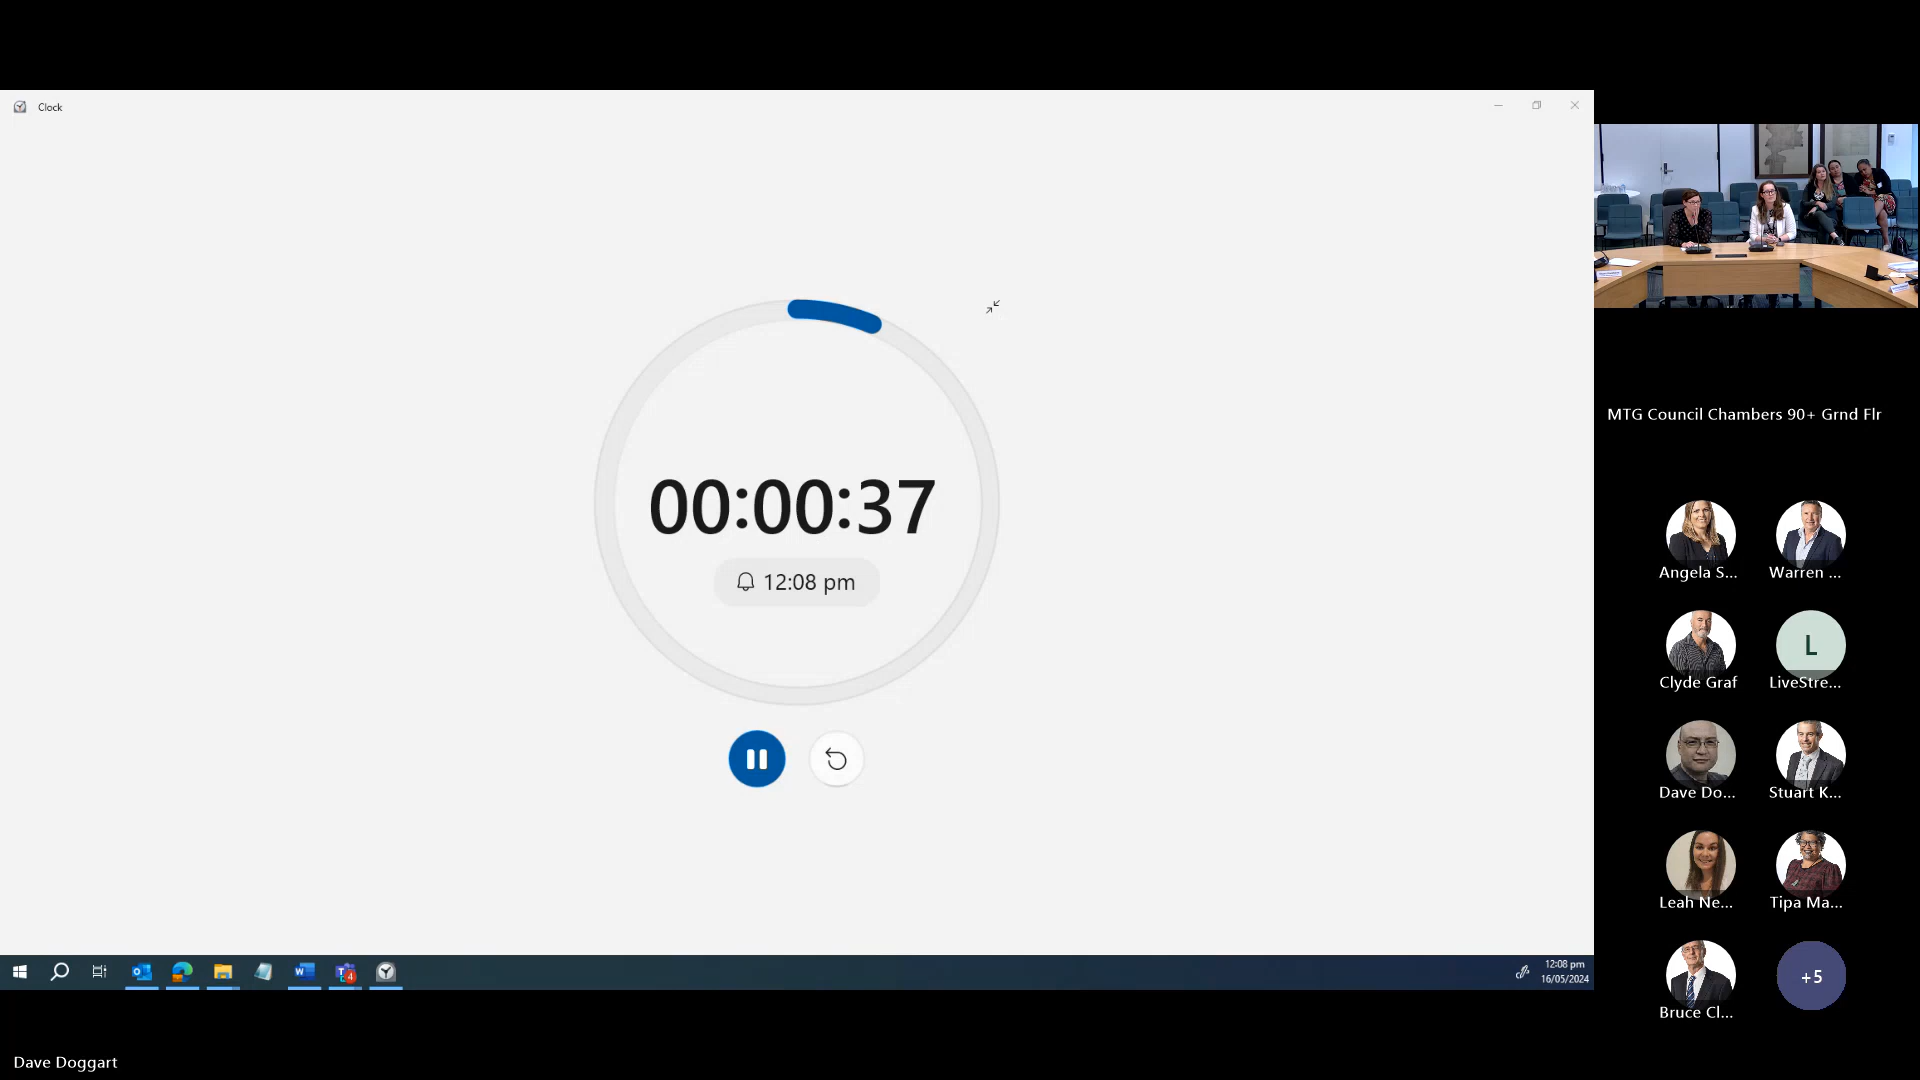 Clock
00:00:37
12:08 pm
12:08 pm
16/05/2024
4
MTG Council Chambers 90+ Grnd Flr
Angela S...
Warren ...
Clyde Graf
L
LiveStre...
Dave Do...
Stuart K...
Leah Ne...
Tipa Ma...
Bruce Cl...
+5
Dave Doggart